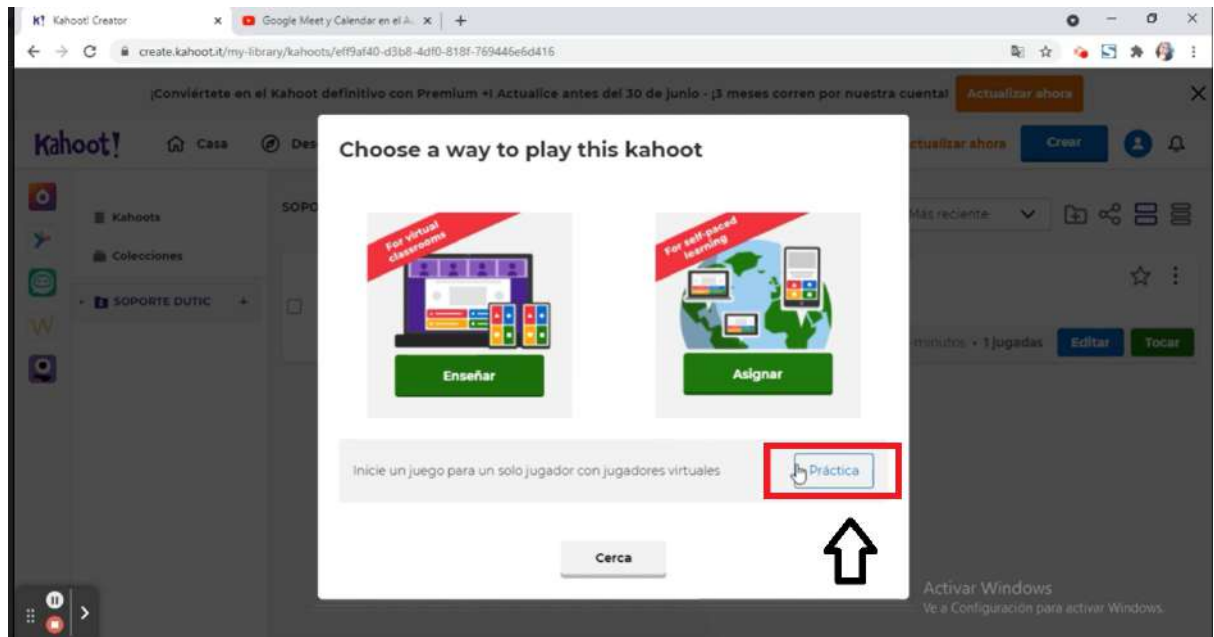 K! Kahoot! Creator
Google Meet y Calendar en el A
create.kahoot.it/my-library/kahoots/eff9af40-d3b8-4df0-818f-769446e6d416
¡Conviértete en el Kahoot definitivo con Premium +! Actualice antes del 30 de junio - ¡3 meses corren por nuestra cuenta!
Actualizar ahora
Kahoot!
Casa
Des
ctualizar ahora
Crear
Choose a way to play this kahoot
Kahoots
Colecciones
SOPORTE DUTIC
SOPO
Más reciente
For virtual
classrooms
For self-paced
learning
Enseñar
Asignar
minutos • 1 jugadas
Editar
Tocar
Inicie un juego para un solo jugador con jugadores virtuales
Práctica
Cerca
Activar Windows
Ve a Configuración para activar Windows.